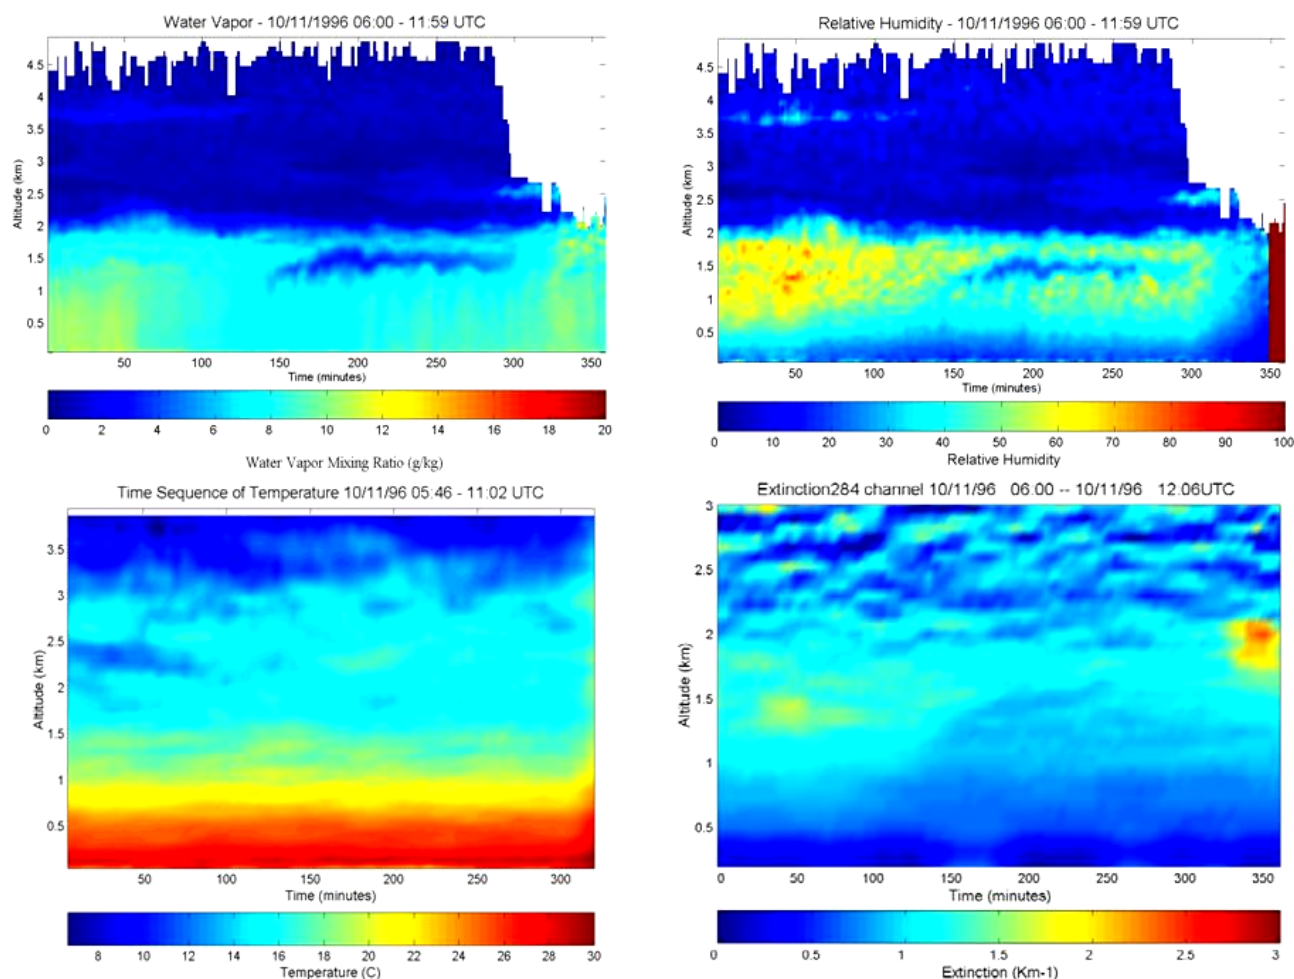 Water Vapor - 10/11/1996 06:00 - 11:59 UTC
4.5
4
3.5
3
2.5
2
1.5
1
0.5
Altitude (km)
50 100 150 200 250 300 350
Time (minutes)
0 2 4 6 8 10 12 14 16 18 20
Water Vapor Mixing Ratio (g/kg)
Relative Humidity - 10/11/1996 06:00 - 11:59 UTC
4.5
4
3.5
3
2.5
2
1.5
1
0.5
Altitude (km)
50 100 150 200 250 300 350
Time (minutes)
0 10 20 30 40 50 60 70 80 90 100
Relative Humidity
Time Sequence of Temperature 10/11/96 05:46 - 11:02 UTC
3.5
3
2.5
2
1.5
1
0.5
Altitude (km)
50 100 150 200 250 300
Time (minutes)
8 10 12 14 16 18 20 22 24 26 28 30
Temperature (C)
Extinction284 channel 10/11/96 06:00 -- 10/11/96 12.06UTC
3
2.5
2
1.5
1
0.5
Altitude (km)
0 50 100 150 200 250 300 350
Time (minutes)
0 0.5 1 1.5 2 2.5 3
Extinction (Km-1)